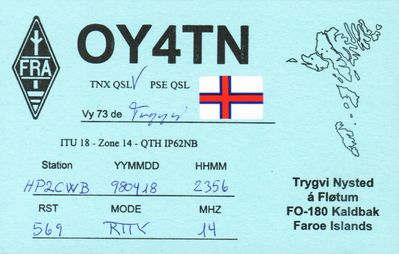 OY4TN
FRA
TNX QSL V PSE QSL
Vy 73 de Trygvi
ITU 18 - Zone 14 - QTH IP62NB
Station YYMMDD HHMM
HP2CWB 980418 2356
RST MODE MHZ
569 RTTY 14
Trygvi Nysted
á Fløtum
FO-180 Kaldbak
Faroe Islands